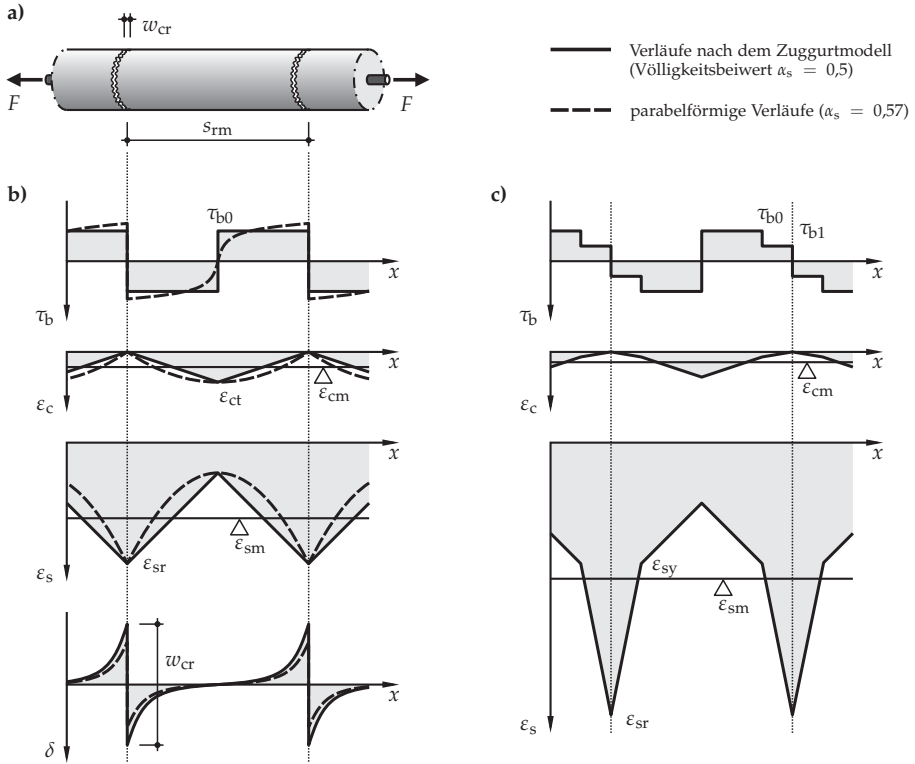 a)
w_cr
F
F
s_rm
Verläufe nach dem Zuggurtmodell
(Völligkeitsbeiwert α_s = 0,5)
parabelförmige Verläufe (α_s = 0,57)
b)
τ_b0
x
τ_b
x
ε_ct
ε_cm
ε_c
x
ε_sm
ε_sr
ε_s
w_cr
x
δ
c)
τ_b0
τ_b1
x
τ_b
x
ε_cm
ε_c
x
ε_sy
ε_sm
ε_sr
ε_s